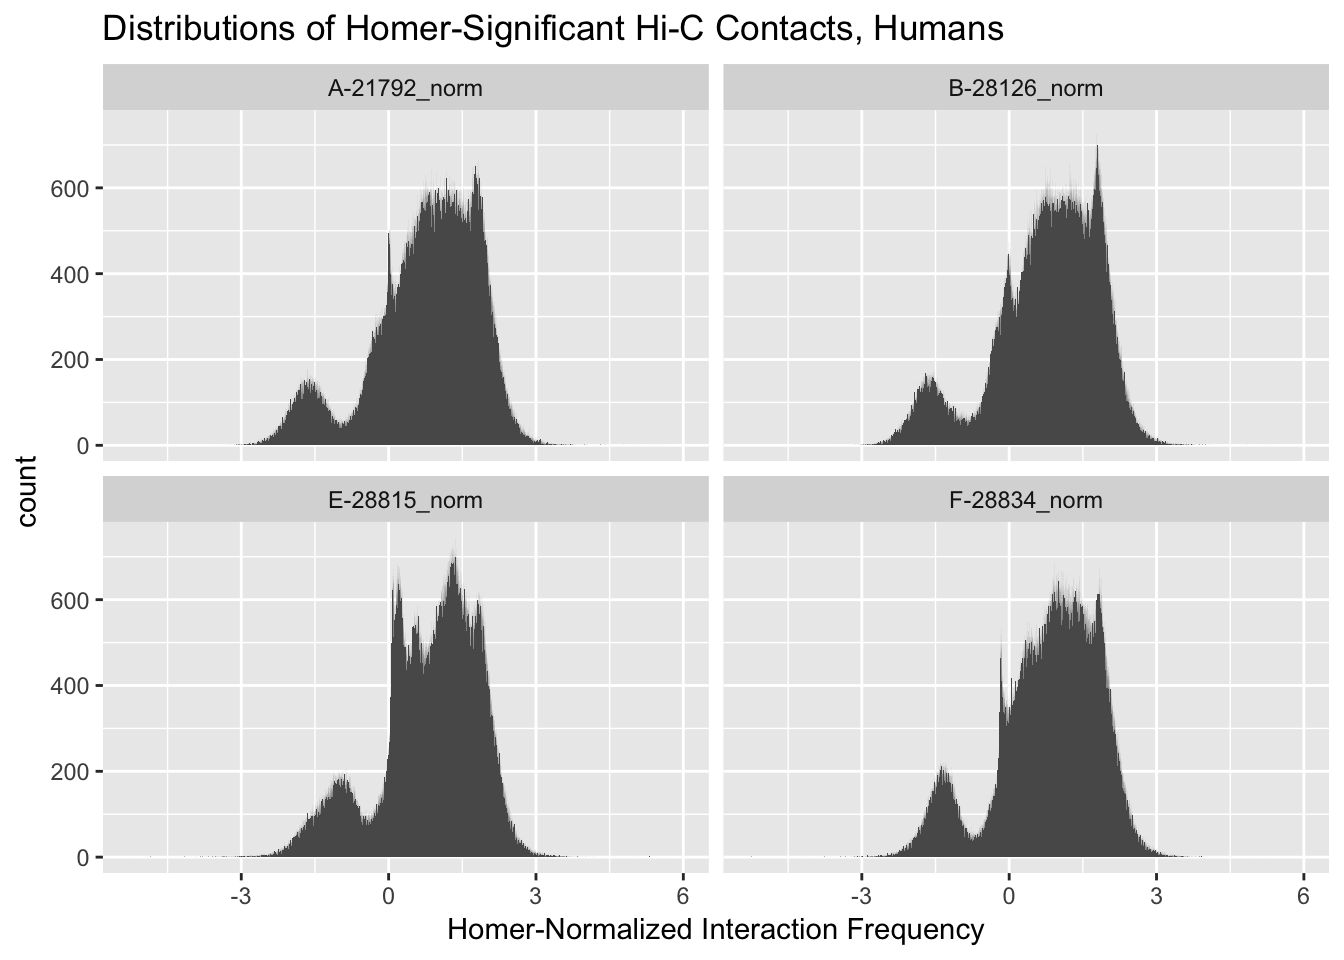 Distributions of Homer-Significant Hi-C Contacts, Humans
A-21792_norm
B-28126_norm
600
400
200
0
count
E-28815_norm
F-28834_norm
600
400
200
0
-3 0 3 6
-3 0 3 6
Homer-Normalized Interaction Frequency